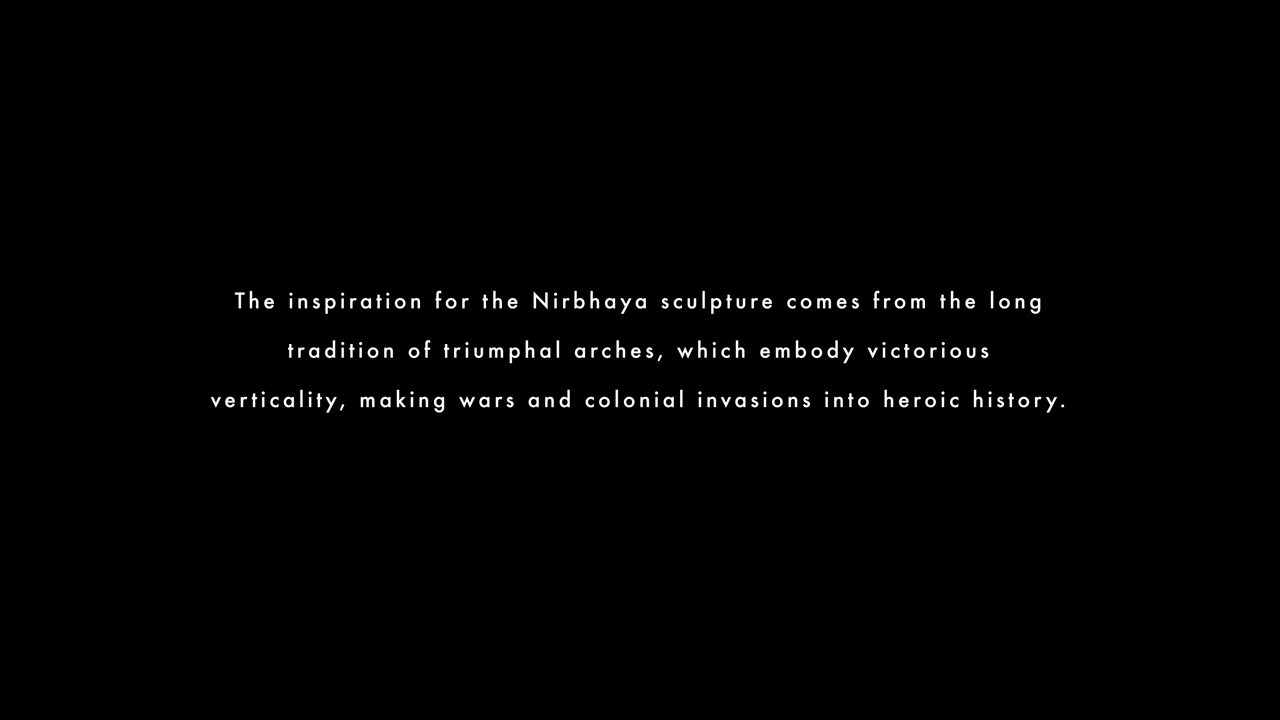 The inspiration for the Nirbhaya sculpture comes from the long
tradition of triumphal arches, which embody victorious
verticality, making wars and colonial invasions into heroic history.